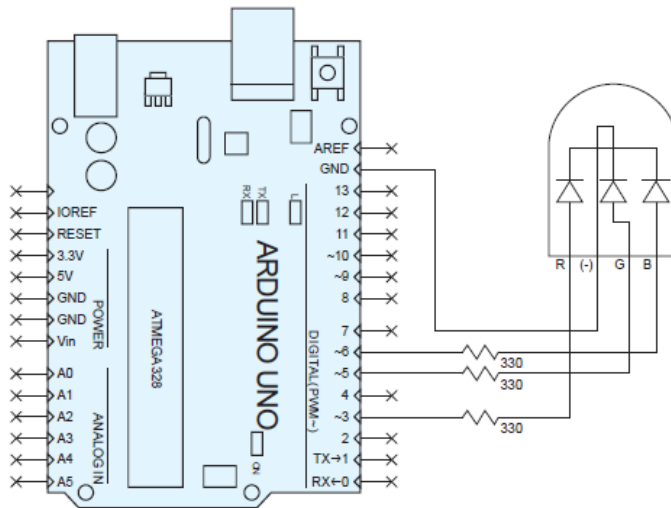 AREF
GND
13
12
11
~10
~9
8
7
~6
~5
4
~3
2
TX→1
RX←0
IOREF
RESET
3.3V
5V
GND
GND
Vin
A0
A1
A2
A3
A4
A5
POWER
ANALOG IN
ATMEGA328
RX
TX
L
ARDUINO UNO
DIGITAL(PWM~)
ON
R
(-)
G
B
330
330
330